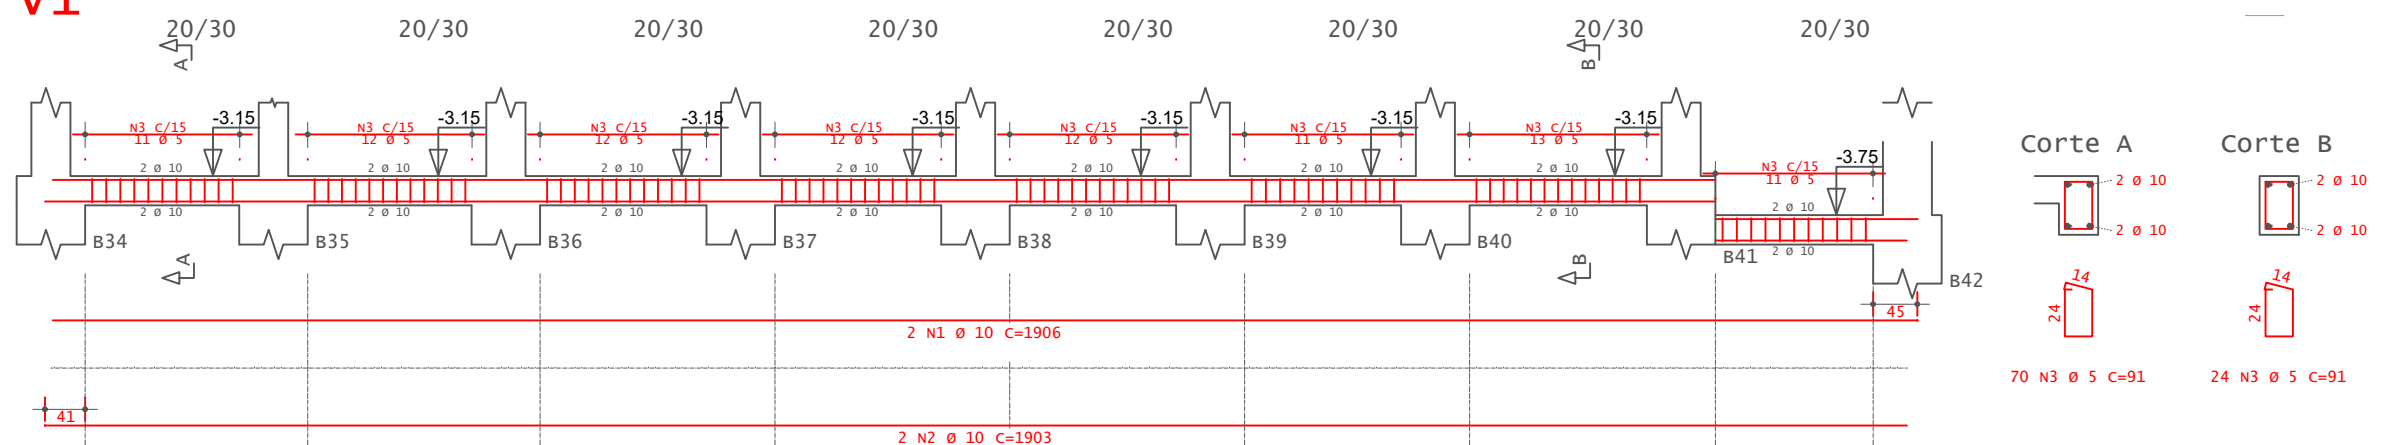 V1
20/30 20/30 20/30 20/30 20/30 20/30 20/30 20/30
A B
-3.15 -3.15 -3.15 -3.15 -3.15 -3.15 -3.15
N3 C/15 N3 C/15 N3 C/15 N3 C/15 N3 C/15 N3 C/15 N3 C/15
11 Ø 5 12 Ø 5 12 Ø 5 12 Ø 5 12 Ø 5 11 Ø 5 13 Ø 5
-3.75
N3 C/15
11 Ø 5
2 Ø 10 2 Ø 10 2 Ø 10 2 Ø 10 2 Ø 10 2 Ø 10 2 Ø 10
2 Ø 10
2 Ø 10 2 Ø 10 2 Ø 10 2 Ø 10 2 Ø 10 2 Ø 10 2 Ø 10
2 Ø 10
B34 B35 B36 B37 B38 B39 B40 B41 B42
A B
45
2 N1 Ø 10 C=1906
41
2 N2 Ø 10 C=1903
Corte A
2 Ø 10
2 Ø 10
14
24
70 N3 Ø 5 C=91
Corte B
2 Ø 10
2 Ø 10
14
24
24 N3 Ø 5 C=91